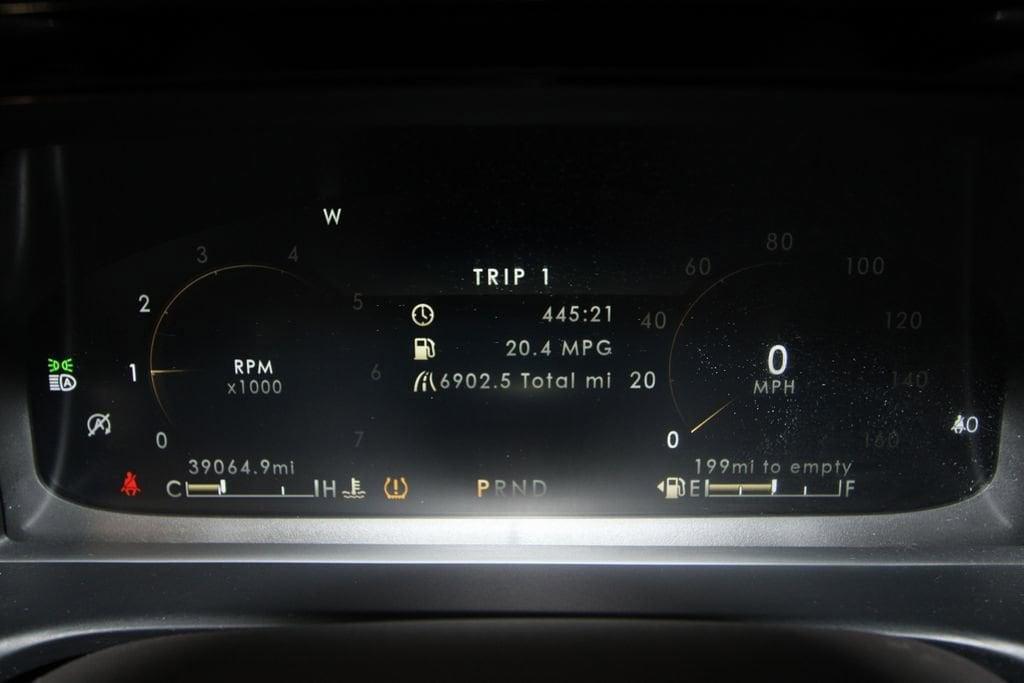 W
TRIP 1
445:21
20.4 MPG
6902.5 Total mi
0
1
2
3
4
5
6
7
RPM
x1000
0
20
40
60
80
100
120
140
160
0
MPH
A
A
0
39064.9mi
C H
PRND
199mi to empty
E F